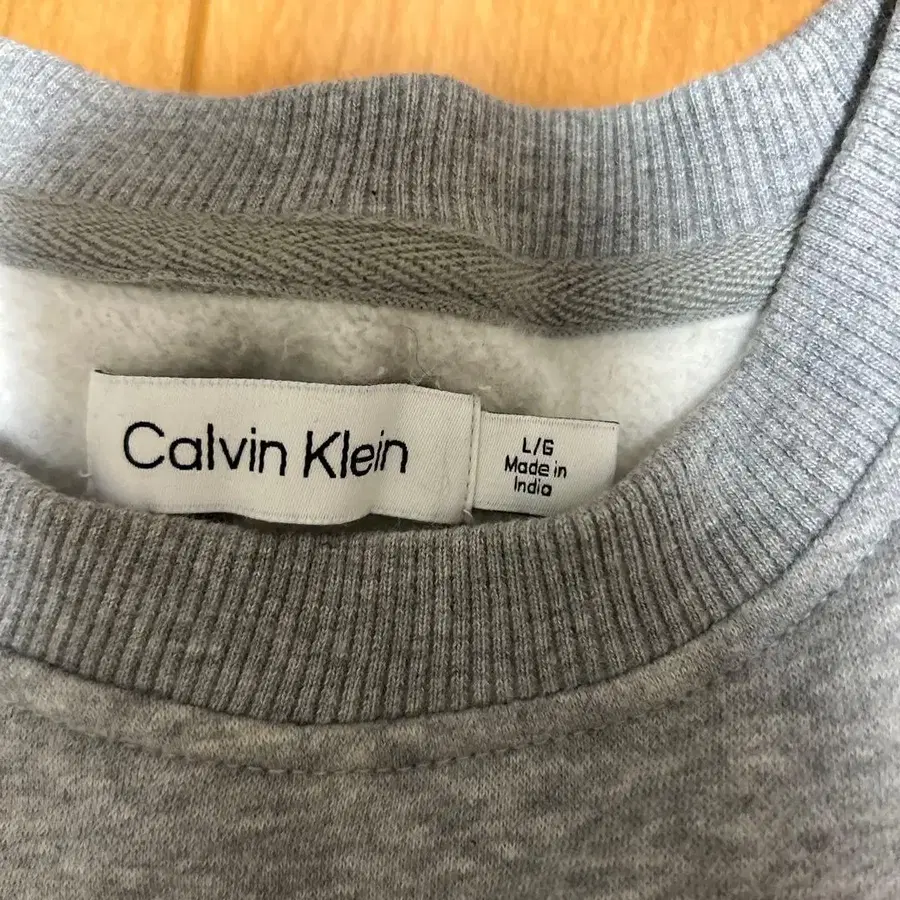 Calvin Klein
L/G
Made in
India